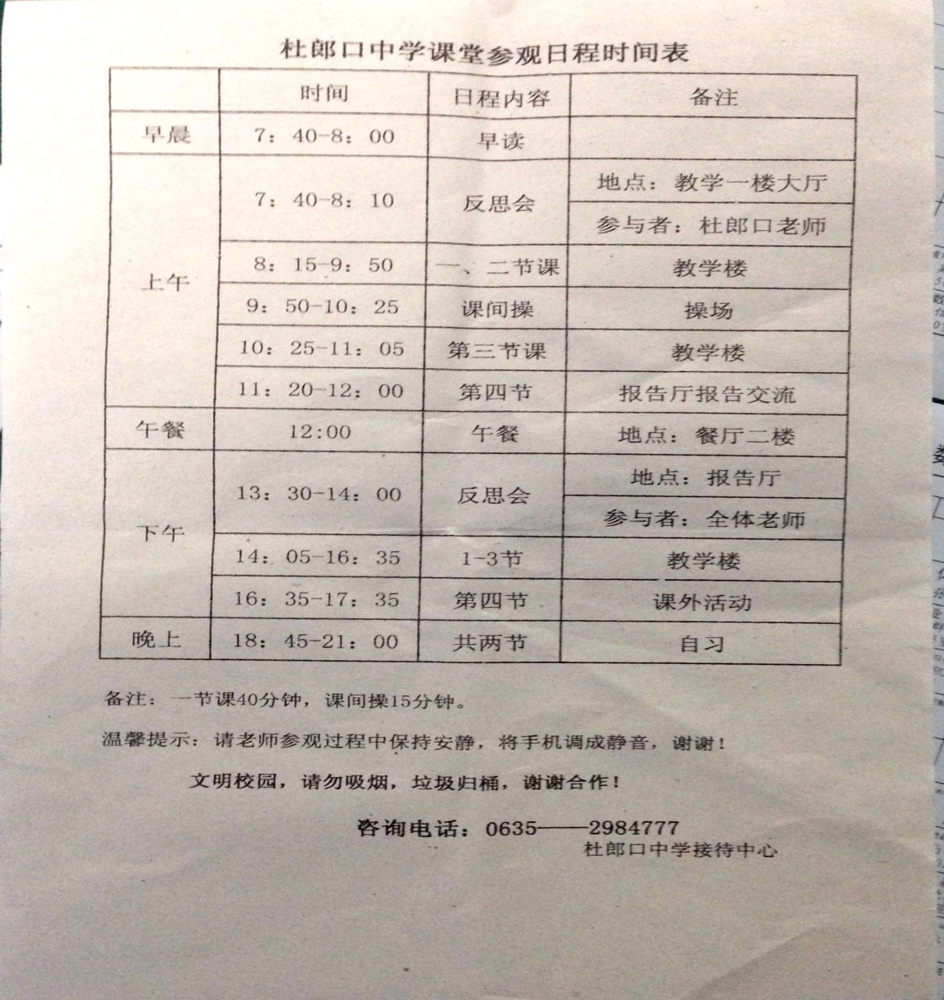 杜郎口中学课堂参观日程时间表
时间 日程内容 备注
早晨 7：40-8：00 早读
上午 7：40-8：10 反思会 地点：教学一楼大厅
参与者：杜郎口老师
8：15-9：50 一、二节课 教学楼
9：50-10：25 课间操 操场
10：25-11：05 第三节课 教学楼
11：20-12：00 第四节 报告厅报告交流
午餐 12:00 午餐 地点：餐厅二楼
下午 13：30-14：00 反思会 地点：报告厅
参与者：全体老师
14：05-16：35 1-3节 教学楼
16：35-17：35 第四节 课外活动
晚上 18：45-21：00 共两节 自习
备注：一节课40分钟，课间操15分钟。
温馨提示：请老师参观过程中保持安静，将手机调成静音，谢谢！
文明校园，请勿吸烟，垃圾归桶，谢谢合作！
咨询电话：0635——2984777
杜郎口中学接待中心